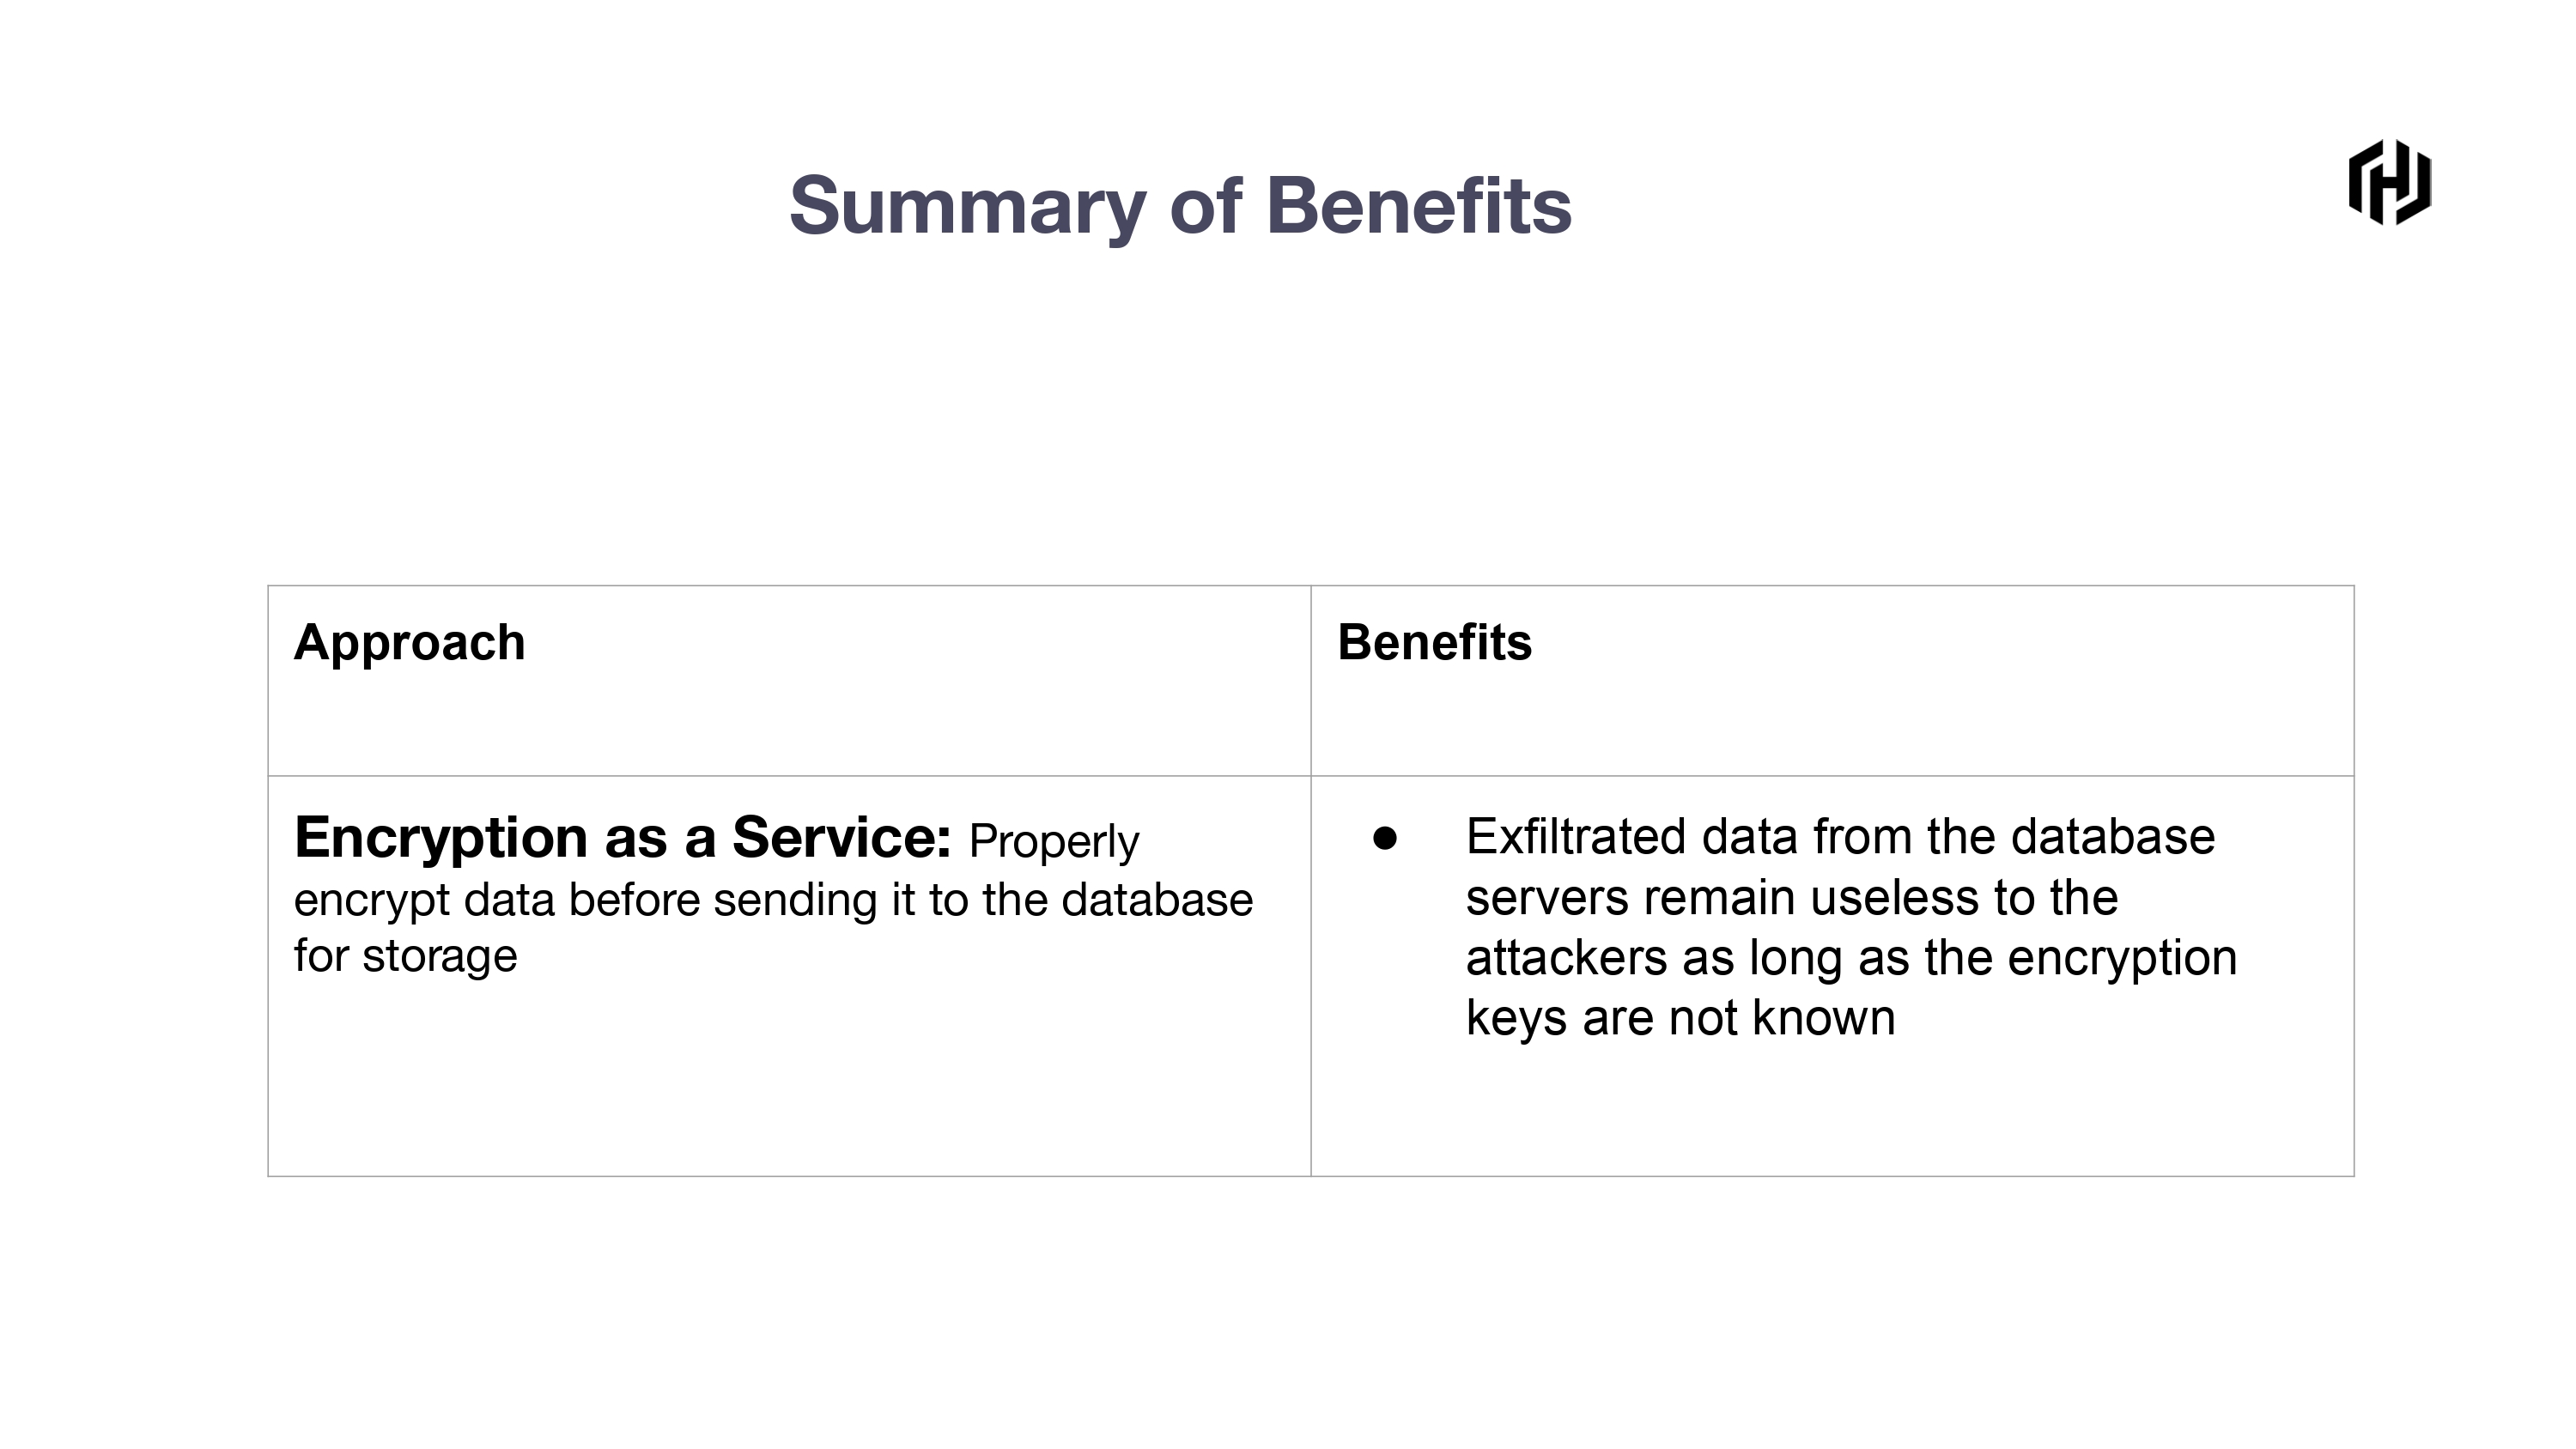 Summary of Benefits
Approach
Benefits
Encryption as a Service: Properly
encrypt data before sending it to the database
for storage
● Exfiltrated data from the database
servers remain useless to the
attackers as long as the encryption
keys are not known